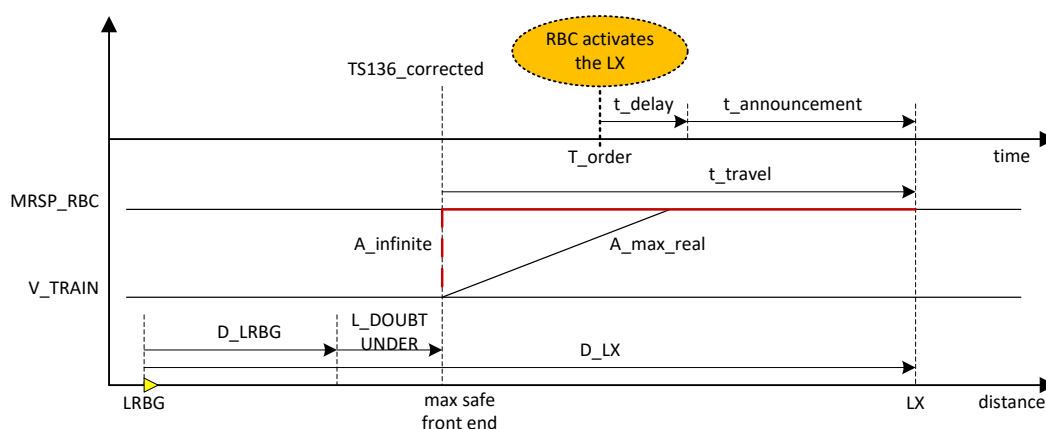 RBC activates
the LX
TS136_corrected
t_delay
t_announcement
T_order
time
t_travel
MRSP_RBC
A_infinite
A_max_real
V_TRAIN
D_LRBG
L_DOUBT
UNDER
D_LX
LRBG
max safe
front end
LX
distance